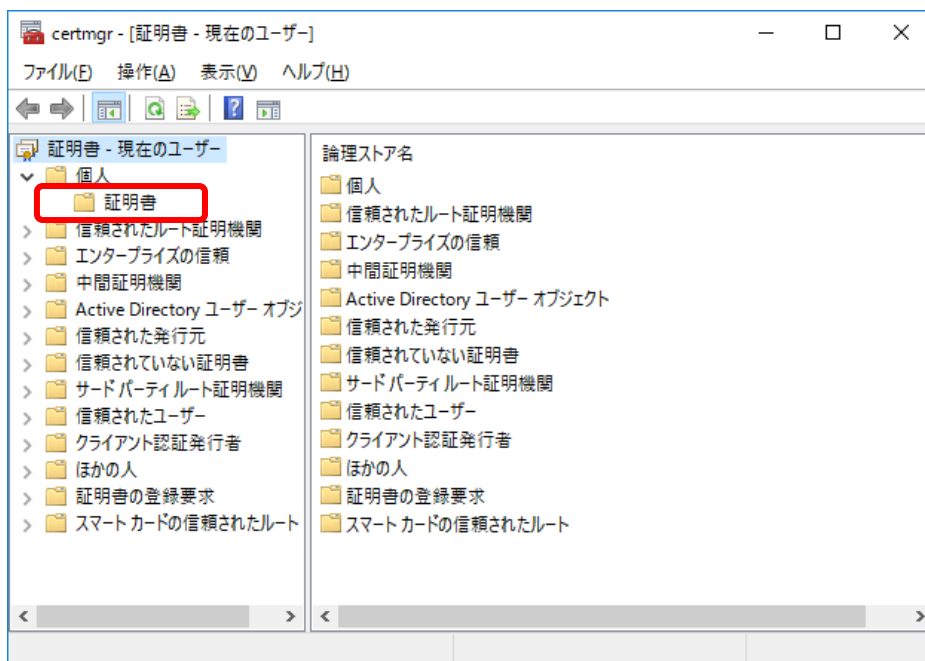 certmgr - [証明書 - 現在のユーザー]
ファイル(F) 操作(A) 表示(V) ヘルプ(H)
証明書 - 現在のユーザー
個人
証明書
信頼されたルート証明機関
エンタープライズの信頼
中間証明機関
Active Directory ユーザー オブジ
信頼された発行元
信頼されていない証明書
サード パーティ ルート証明機関
信頼されたユーザー
クライアント認証発行者
ほかの人
証明書の登録要求
スマート カードの信頼されたルート
論理ストア名
個人
信頼されたルート証明機関
エンタープライズの信頼
中間証明機関
Active Directory ユーザー オブジェクト
信頼された発行元
信頼されていない証明書
サード パーティ ルート証明機関
信頼されたユーザー
クライアント認証発行者
ほかの人
証明書の登録要求
スマート カードの信頼されたルート